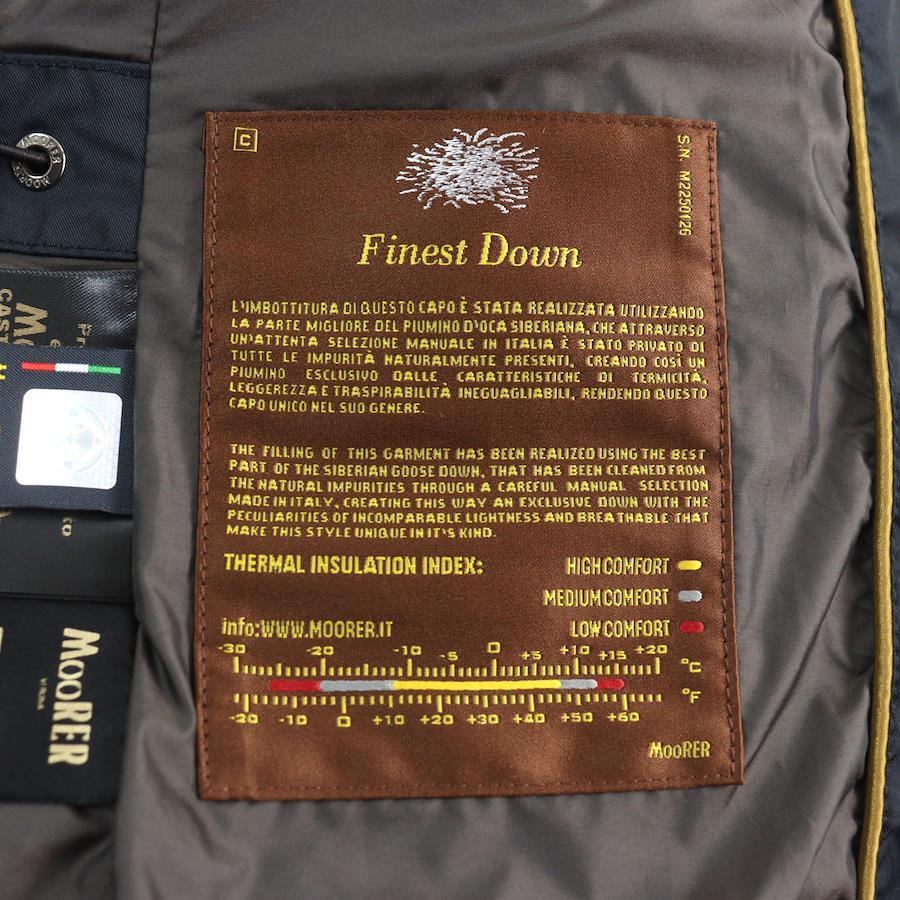 C
S.N. M2250126
Finest Down
L'IMBOTTITURA DI QUESTO CAPO È STATA REALIZZATA UTILIZZANDO
LA PARTE MIGLIORE DEL PIUMINO D'OCA SIBERIANA, CHE ATTRAVERSO
UN'ATTENTA SELEZIONE MANUALE IN ITALIA È STATO PRIVATO DI
TUTTE LE IMPURITÀ NATURALMENTE PRESENTI, CREANDO COSÌ UN
PIUMINO ESCLUSIVO DALLE CARATTERISTICHE DI TERMICITÀ,
LEGGEREZZA E TRASPIRABILITÀ INEGUAGLIABILI, RENDENDO QUESTO
CAPO UNICO NEL SUO GENERE.
THE FILLING OF THIS GARMENT HAS BEEN REALIZED USING THE BEST
PART OF THE SIBERIAN GOOSE DOWN, THAT HAS BEEN CLEANED FROM
THE NATURAL IMPURITIES THROUGH A CAREFUL MANUAL SELECTION
MADE IN ITALY, CREATING THIS WAY AN EXCLUSIVE DOWN WITH THE
PECULIARITIES OF INCOMPARABLE LIGHTNESS AND BREATHABLE THAT
MAKE THIS STYLE UNIQUE IN IT'S KIND.
THERMAL INSULATION INDEX: HIGH COMFORT
MEDIUM COMFORT
info:WWW.MOORER.IT LOW COMFORT
-30 -20 -10 -5 0 +5 +10 +15 +20
°C
°F
-20 -10 0 +10 +20 +30 +40 +50 +60
MooRER
MOORER
MOORER
MooRER
VERONA